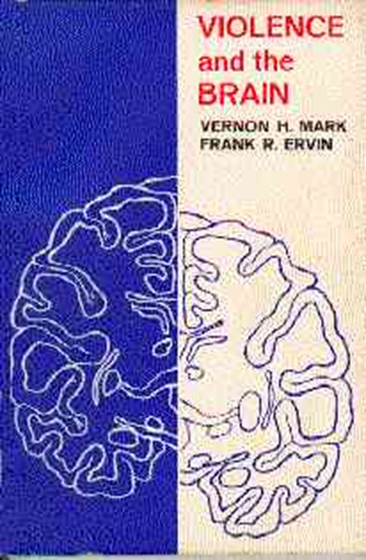 VIOLENCE
and the
BRAIN
VERNON H. MARK
FRANK R. ERVIN